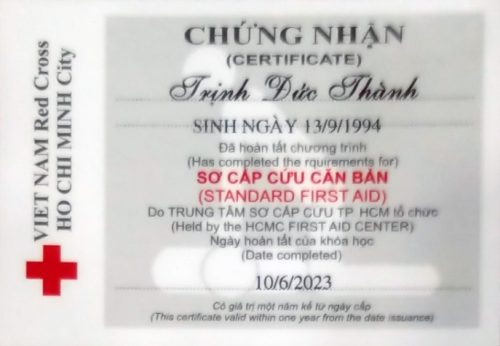 VIET NAM Red Cross
HO CHI MINH City
CHỨNG NHẬN
(CERTIFICATE)
Trịnh Đức Thành
SINH NGÀY 13/9/1994
Đã hoàn tất chương trình
(Has completed the rquirements for)
SƠ CẤP CỨU CĂN BẢN
(STANDARD FIRST AID)
Do TRUNG TÂM SƠ CẤP CỨU TP. HCM tổ chức
(Held by the HCMC FIRST AID CENTER)
Ngày hoàn tất của khóa học
(Date completed)
10/6/2023
Có giá trị một năm kể từ ngày cấp
(This certificate valid within one year from the date issuance)